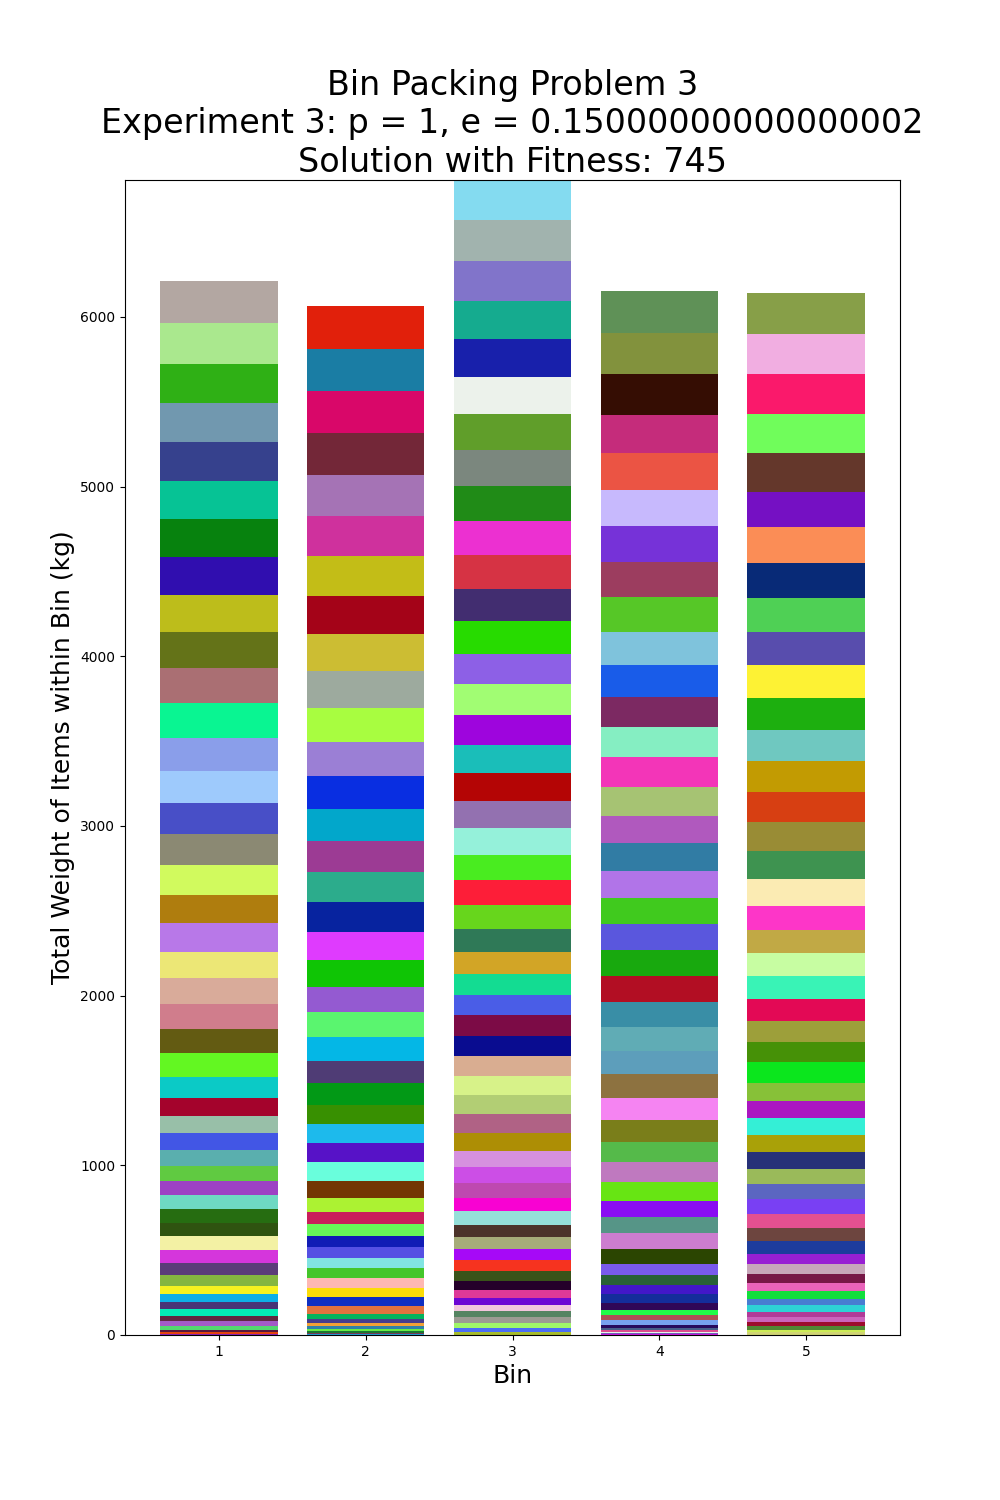 Bin Packing Problem 3
Experiment 3: p = 1, e = 0.15000000000000002
Solution with Fitness: 745
Total Weight of Items within Bin (kg)
6000
5000
4000
3000
2000
1000
0
1 2 3 4 5
Bin